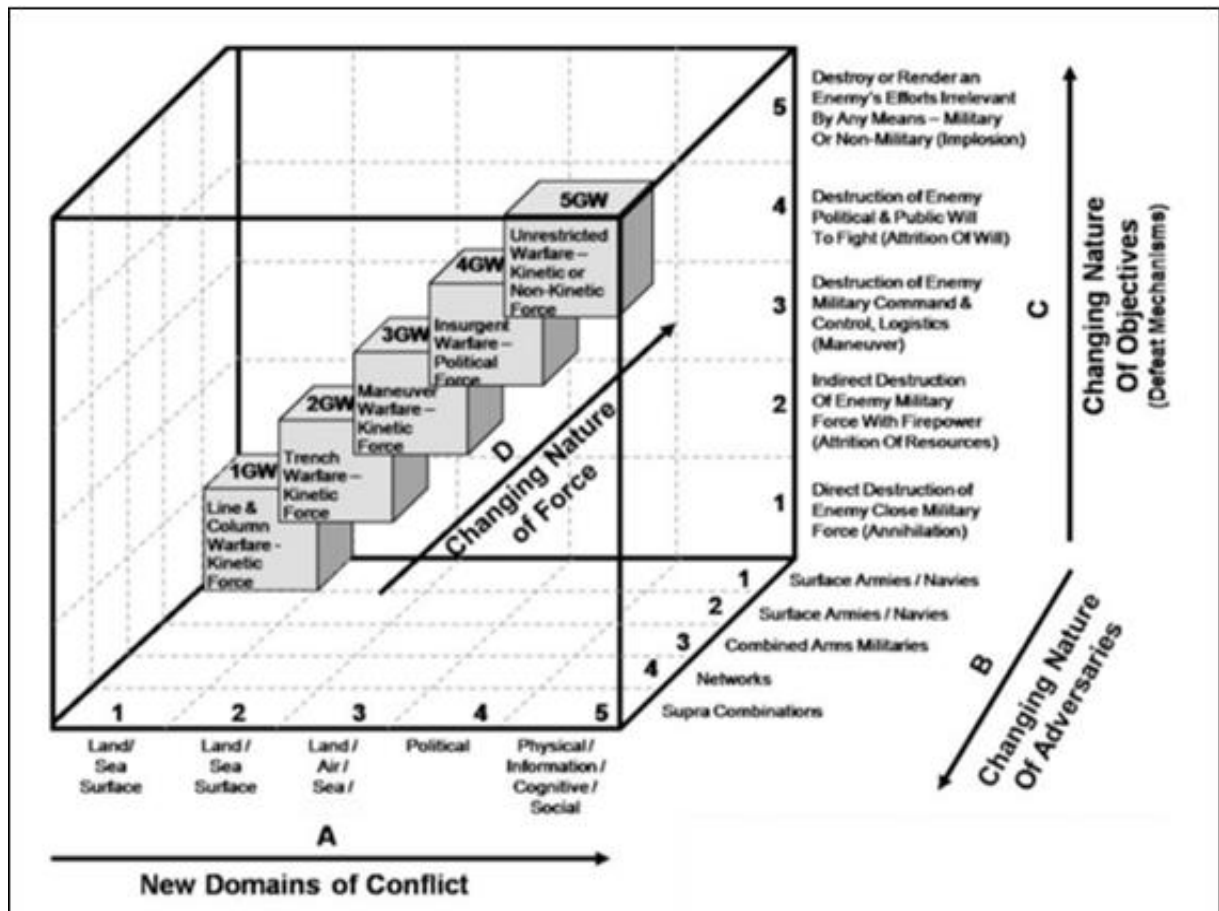 5
Destroy or Render an
Enemy's Efforts Irrelevant
By Any Means – Military
Or Non-Military (Implosion)
4
Destruction of Enemy
Political & Public Will
To Fight (Attrition Of Will)
3
Destruction of Enemy
Military Command &
Control, Logistics
(Maneuver)
2
Indirect Destruction
Of Enemy Military
Force With Firepower
(Attrition Of Resources)
1
Direct Destruction of
Enemy Close Military
Force (Annihilation)
C
Changing Nature
Of Objectives
(Defeat Mechanisms)
5GW
Unrestricted
Warfare –
Kinetic or
Non-Kinetic
Force
4GW
Insurgent
Warfare –
Political
Force
3GW
Maneuver
Warfare –
Kinetic
Force
2GW
Trench
Warfare –
Kinetic
Force
1GW
Line &
Column
Warfare -
Kinetic
Force
D
Changing Nature
of Force
1 Surface Armies / Navies
2 Surface Armies / Navies
3 Combined Arms Militaries
4 Networks
Supra Combinations
B
Changing Nature
Of Adversaries
1 2 3 4 5
Land/
Sea
Surface
Land /
Sea
Surface
Land /
Air /
Sea /
Political
Physical /
Information /
Cognitive /
Social
A
New Domains of Conflict